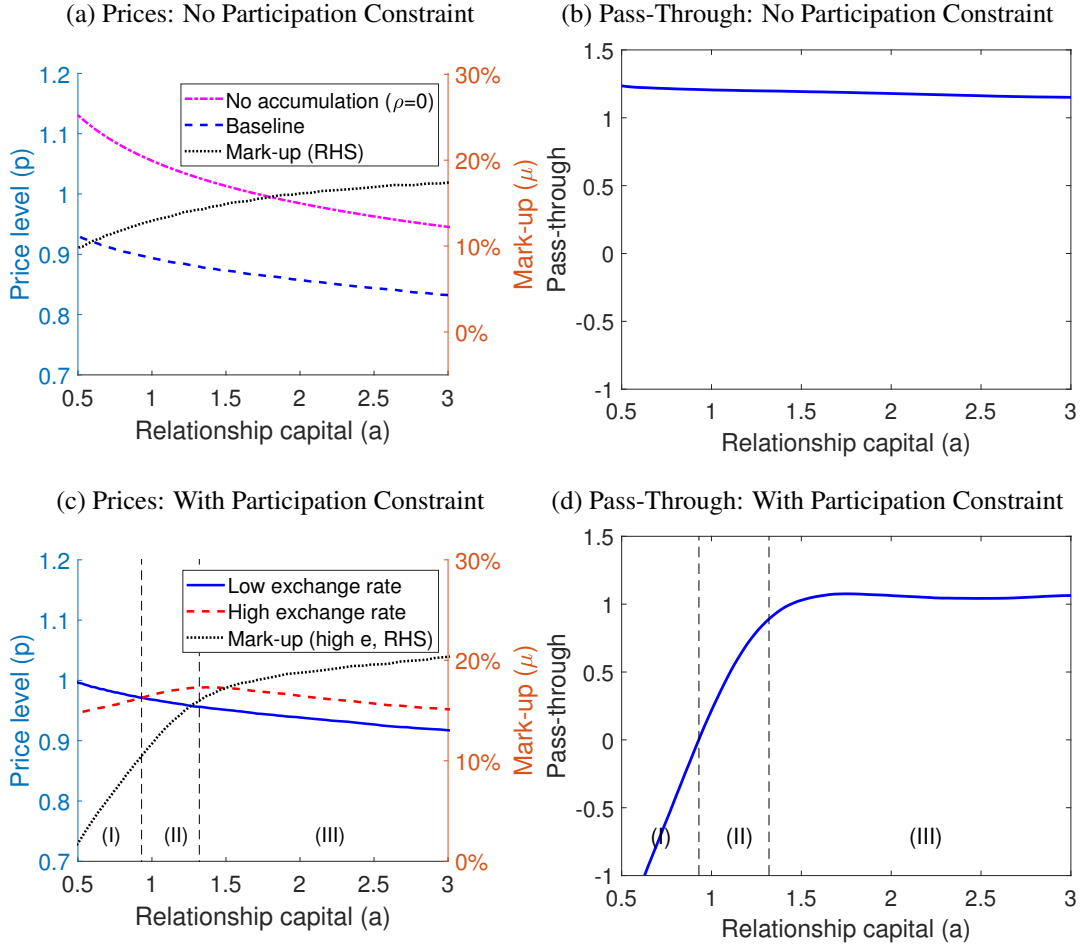 (a) Prices: No Participation Constraint
1.2
1.1
1
0.9
0.8
0.7
Price level (p)
30%
20%
10%
0%
Mark-up (μ)
No accumulation (ρ=0)
Baseline
Mark-up (RHS)
0.5 1 1.5 2 2.5 3
Relationship capital (a)
(b) Pass-Through: No Participation Constraint
1.5
1
0.5
0
-0.5
-1
Pass-through
0.5 1 1.5 2 2.5 3
Relationship capital (a)
(c) Prices: With Participation Constraint
1.2
1.1
1
0.9
0.8
0.7
Price level (p)
30%
20%
10%
0%
Mark-up (μ)
Low exchange rate
High exchange rate
Mark-up (high e, RHS)
(I) (II) (III)
0.5 1 1.5 2 2.5 3
Relationship capital (a)
(d) Pass-Through: With Participation Constraint
1.5
1
0.5
0
-0.5
-1
Pass-through
(I) (II) (III)
0.5 1 1.5 2 2.5 3
Relationship capital (a)